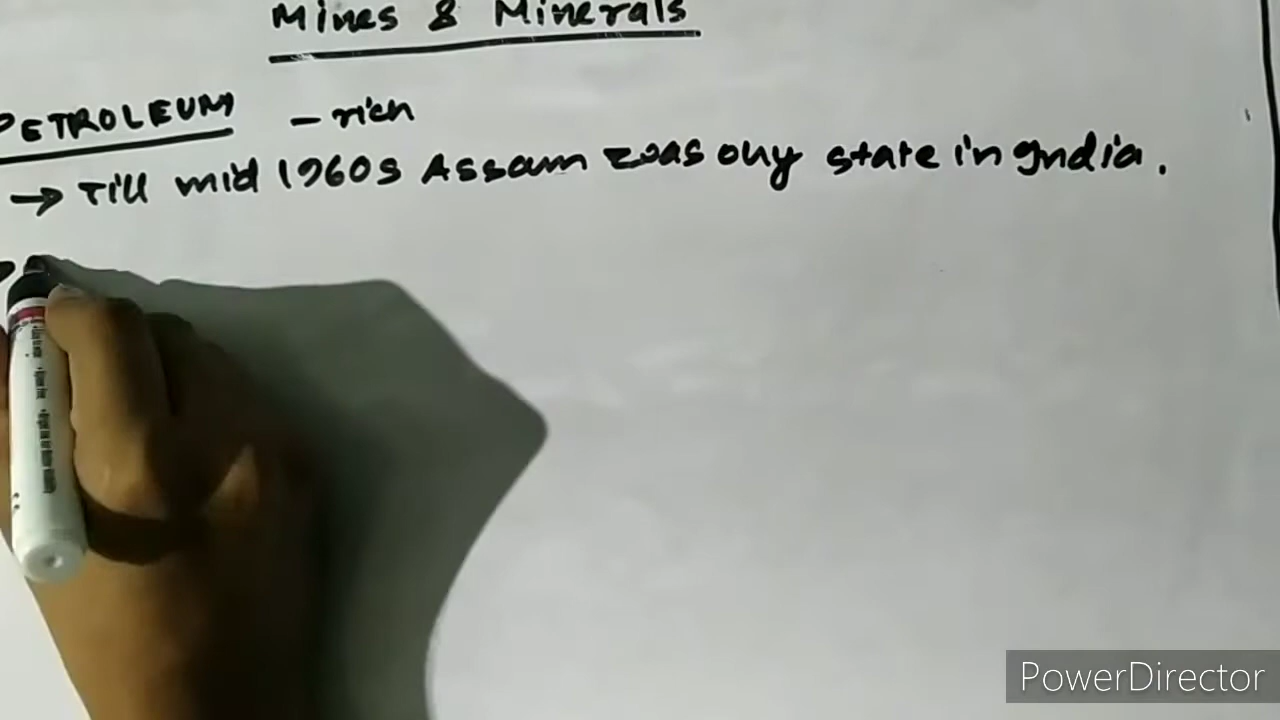 Mines & Minerals
PETROLEUM - rich
→ Till mid 1960s Assam was only state in India.
PowerDirector